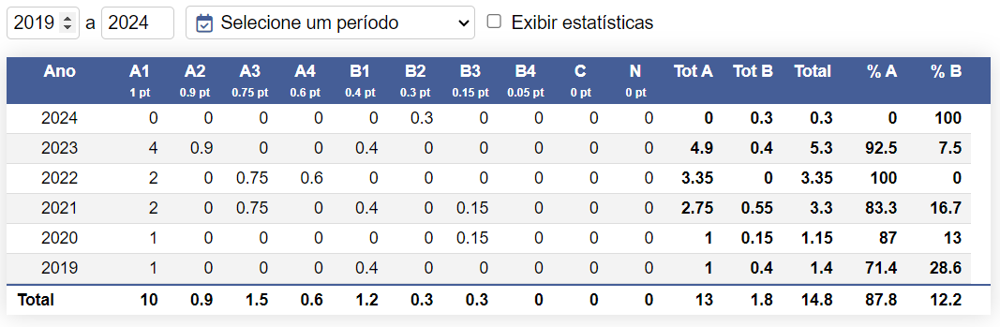 2019 a 2024 Selecione um período Exibir estatísticas
Ano A1 A2 A3 A4 B1 B2 B3 B4 C N Tot A Tot B Total % A % B
1 pt 0.9 pt 0.75 pt 0.6 pt 0.4 pt 0.3 pt 0.15 pt 0.05 pt 0 pt 0 pt
2024 0 0 0 0 0 0.3 0 0 0 0 0 0.3 0.3 0 100
2023 4 0.9 0 0 0.4 0 0 0 0 0 4.9 0.4 5.3 92.5 7.5
2022 2 0 0.75 0.6 0 0 0 0 0 0 3.35 0 3.35 100 0
2021 2 0 0.75 0 0.4 0 0.15 0 0 0 2.75 0.55 3.3 83.3 16.7
2020 1 0 0 0 0 0 0.15 0 0 0 1 0.15 1.15 87 13
2019 1 0 0 0 0.4 0 0 0 0 0 1 0.4 1.4 71.4 28.6
Total 10 0.9 1.5 0.6 1.2 0.3 0.3 0 0 0 13 1.8 14.8 87.8 12.2